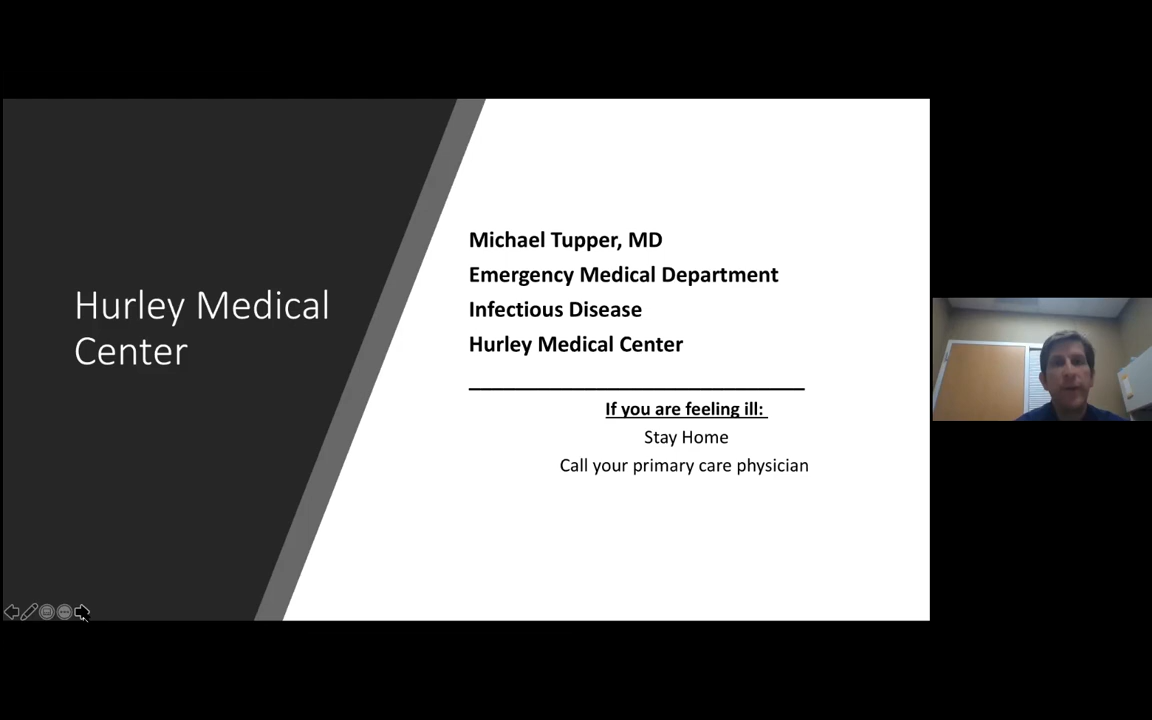 Hurley Medical
Center
Michael Tupper, MD
Emergency Medical Department
Infectious Disease
Hurley Medical Center
If you are feeling ill:
Stay Home
Call your primary care physician